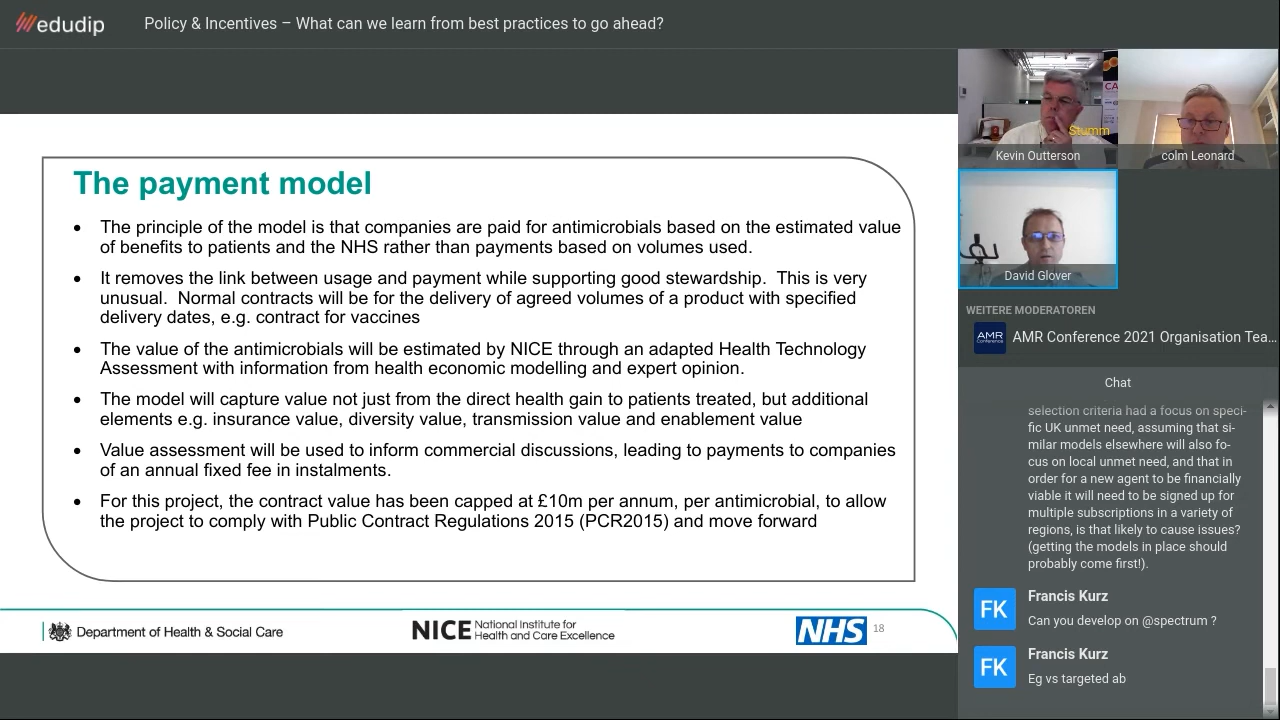 edudip
Policy & Incentives – What can we learn from best practices to go ahead?
The payment model
• The principle of the model is that companies are paid for antimicrobials based on the estimated value
of benefits to patients and the NHS rather than payments based on volumes used.
• It removes the link between usage and payment while supporting good stewardship. This is very
unusual. Normal contracts will be for the delivery of agreed volumes of a product with specified
delivery dates, e.g. contract for vaccines
• The value of the antimicrobials will be estimated by NICE through an adapted Health Technology
Assessment with information from health economic modelling and expert opinion.
• The model will capture value not just from the direct health gain to patients treated, but additional
elements e.g. insurance value, diversity value, transmission value and enablement value
• Value assessment will be used to inform commercial discussions, leading to payments to companies
of an annual fixed fee in instalments.
• For this project, the contract value has been capped at £10m per annum, per antimicrobial, to allow
the project to comply with Public Contract Regulations 2015 (PCR2015) and move forward
Department of Health & Social Care
NICE National Institute for
Health and Care Excellence
NHS
18
CA
Stumm
Kevin Outterson
colm Leonard
David Glover
WEITERE MODERATOREN
AMR
Conference
AMR Conference 2021 Organisation Tea...
Chat
selection criteria had a focus on speci-
fic UK unmet need, assuming that si-
milar models elsewhere will also fo-
cus on local unmet need, and that in
order for a new agent to be financially
viable it will need to be signed up for
multiple subscriptions in a variety of
regions, is that likely to cause issues?
(getting the models in place should
probably come first!).
FK
Francis Kurz
Can you develop on @spectrum ?
FK
Francis Kurz
Eg vs targeted ab